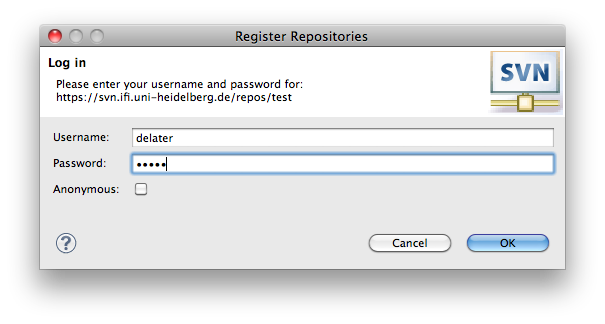 Register Repositories
Log in
SVN
Please enter your username and password for:
https://svn.ifi.uni-heidelberg.de/repos/test
Username: delater
Password: •••••
Anonymous:
? Cancel OK